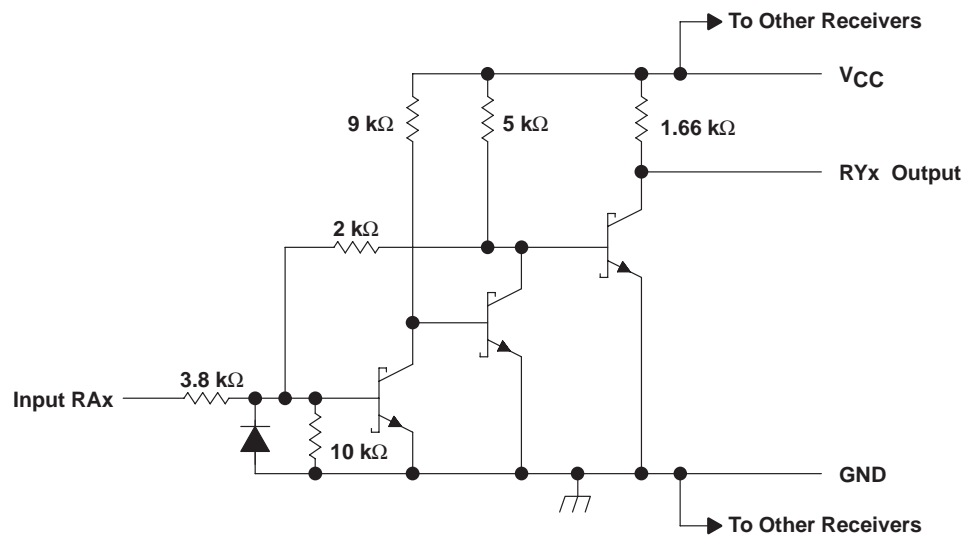 To Other Receivers
VCC
9 kΩ
5 kΩ
1.66 kΩ
RYx Output
2 kΩ
3.8 kΩ
Input RAx
10 kΩ
GND
To Other Receivers